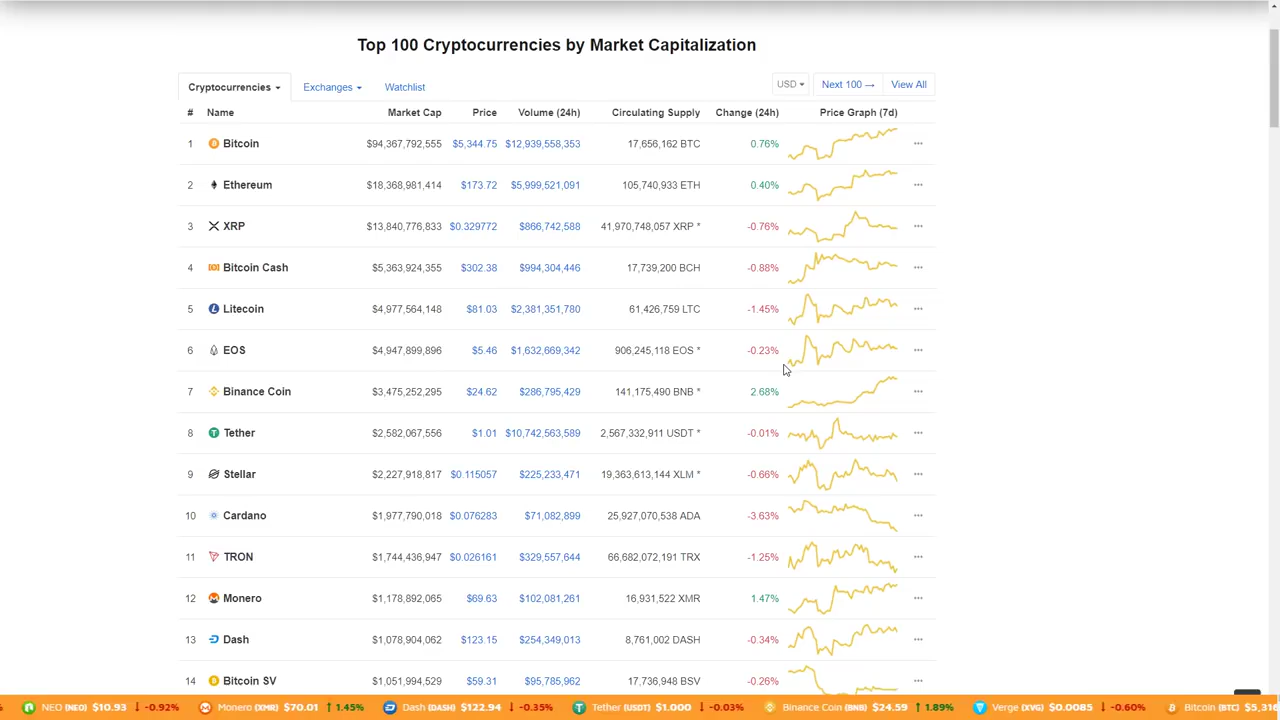 Top 100 Cryptocurrencies by Market Capitalization
Cryptocurrencies Exchanges Watchlist USD Next 100 → View All
# Name Market Cap Price Volume (24h) Circulating Supply Change (24h) Price Graph (7d)
1 Bitcoin $94,367,792,555 $5,344.75 $12,939,558,353 17,656,162 BTC 0.76%
2 Ethereum $18,368,981,414 $173.72 $5,999,521,091 105,740,933 ETH 0.40%
3 XRP $13,840,776,833 $0.329772 $866,742,588 41,970,748,057 XRP * -0.76%
4 Bitcoin Cash $5,363,924,355 $302.38 $994,304,446 17,739,200 BCH -0.88%
5 Litecoin $4,977,564,148 $81.03 $2,381,351,780 61,426,759 LTC -1.45%
6 EOS $4,947,899,896 $5.46 $1,632,669,342 906,245,118 EOS * -0.23%
7 Binance Coin $3,475,252,295 $24.62 $286,795,429 141,175,490 BNB * 2.68%
8 Tether $2,582,067,556 $1.01 $10,742,563,589 2,567,332,911 USDT * -0.01%
9 Stellar $2,227,918,817 $0.115057 $225,233,471 19,363,613,144 XLM * -0.66%
10 Cardano $1,977,790,018 $0.076283 $71,082,899 25,927,070,538 ADA -3.63%
11 TRON $1,744,436,947 $0.026161 $329,557,644 66,682,072,191 TRX -1.25%
12 Monero $1,178,892,065 $69.63 $102,081,261 16,931,522 XMR 1.47%
13 Dash $1,078,904,062 $123.15 $254,349,013 8,761,002 DASH -0.34%
14 Bitcoin SV $1,051,994,529 $59.31 $95,785,962 17,736,948 BSV -0.26%
NEO (NEO) $10.93 ↓ -0.92% Monero (XMR) $70.01 ↑ 1.45% Dash (DASH) $122.94 ↓ -0.35% Tether (USDT) $1.000 ↓ -0.03% Binance Coin (BNB) $24.59 ↑ 1.89% Verge (XVG) $0.0085 ↓ -0.60% Bitcoin (BTC)